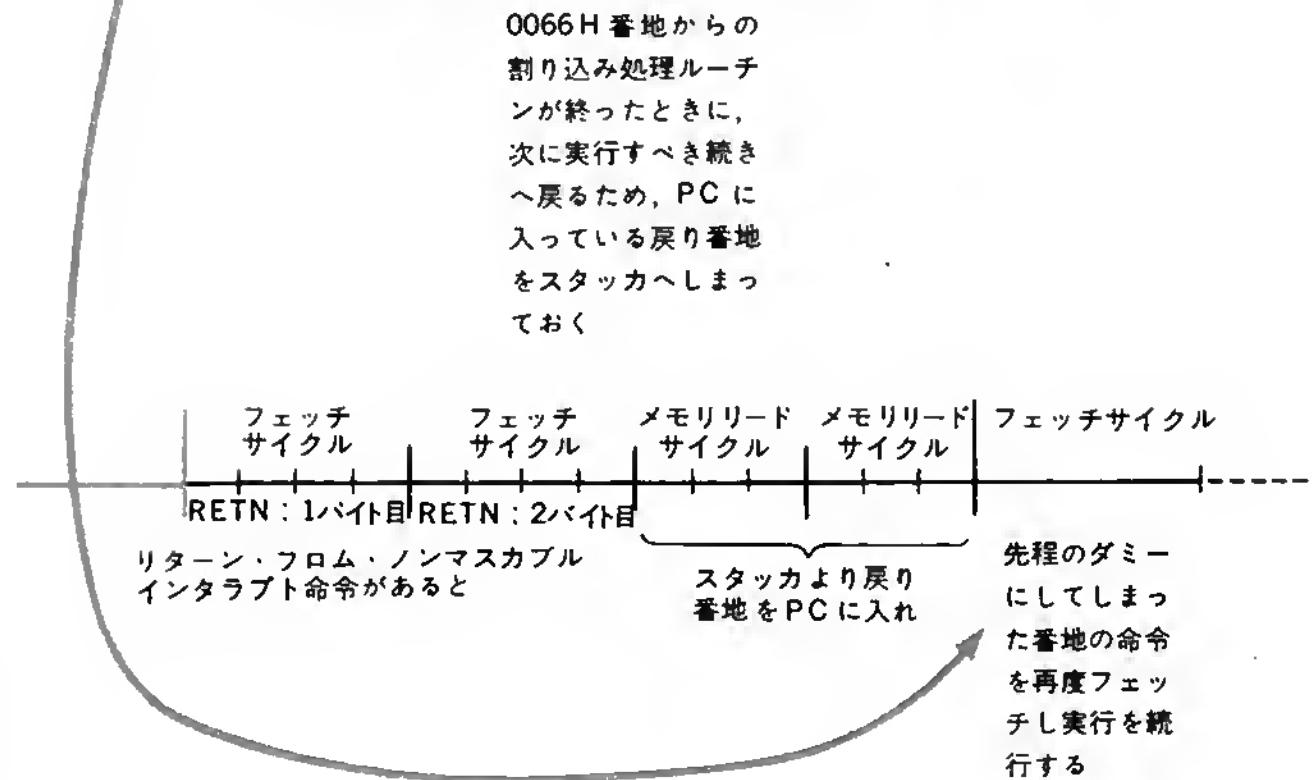 0066H番地からの
割り込み処理ルーチ
ンが終ったときに，
次に実行すべき続き
へ戻るため，PCに
入っている戻り番地
をスタッカへしまっ
ておく
フェッチ
サイクル
フェッチ
サイクル
メモリリード
サイクル
メモリリード
サイクル
フェッチサイクル
RETN：1バイト目
RETN：2バイト目
リターン・フロム・ノンマスカブル
インタラプト命令があると
スタッカより戻り
番地をPCに入れ
先程のダミー
にしてしまっ
た番地の命令
を再度フェッ
チし実行を続
行する